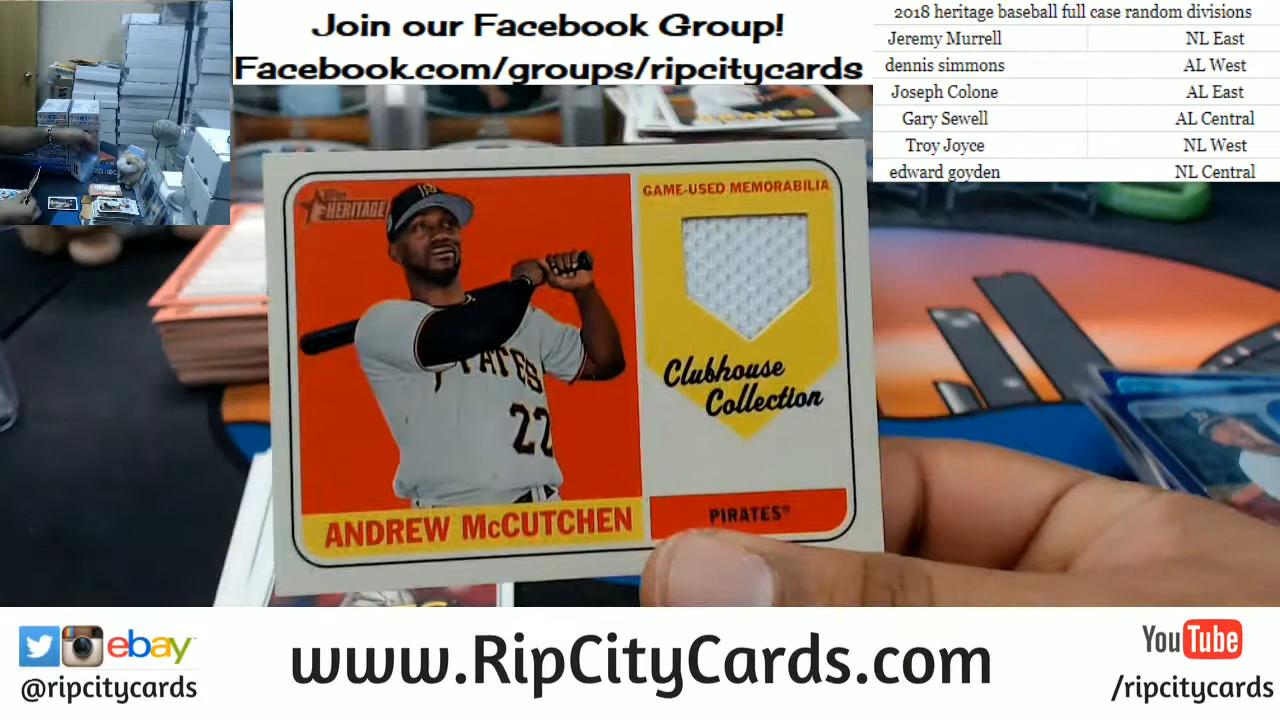 Join our Facebook Group!
Facebook.com/groups/ripcitycards
2018 heritage baseball full case random divisions
Jeremy Murrell NL East
dennis simmons AL West
Joseph Colone AL East
Gary Sewell AL Central
Troy Joyce NL West
edward goyden NL Central
Topps
HERITAGE
GAME-USED MEMORABILIA
PIRATES
22
Clubhouse
Collection
ANDREW McCUTCHEN
PIRATES®
ebay™
@ripcitycards
www.RipCityCards.com
YouTube
/ripcitycards